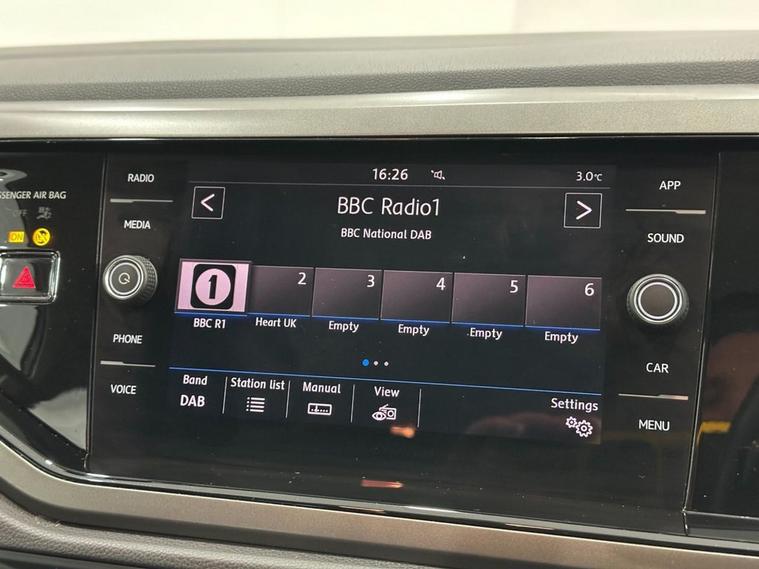 16:26
3.0°C
RADIO
APP
PASSENGER AIR BAG
OFF
ON
BBC Radio1
MEDIA
SOUND
BBC National DAB
1
2
3
4
5
6
BBC R1
Heart UK
Empty
Empty
Empty
Empty
PHONE
CAR
VOICE
MENU
Band
DAB
Station list
Manual
View
Settings